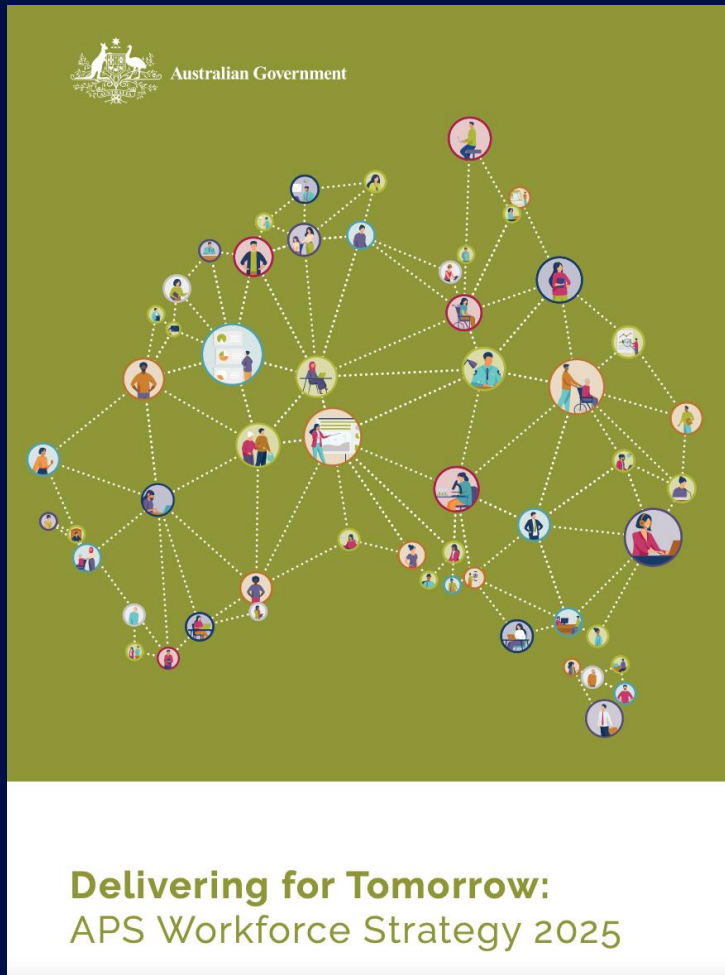 Australian Government
Delivering for Tomorrow:
APS Workforce Strategy 2025